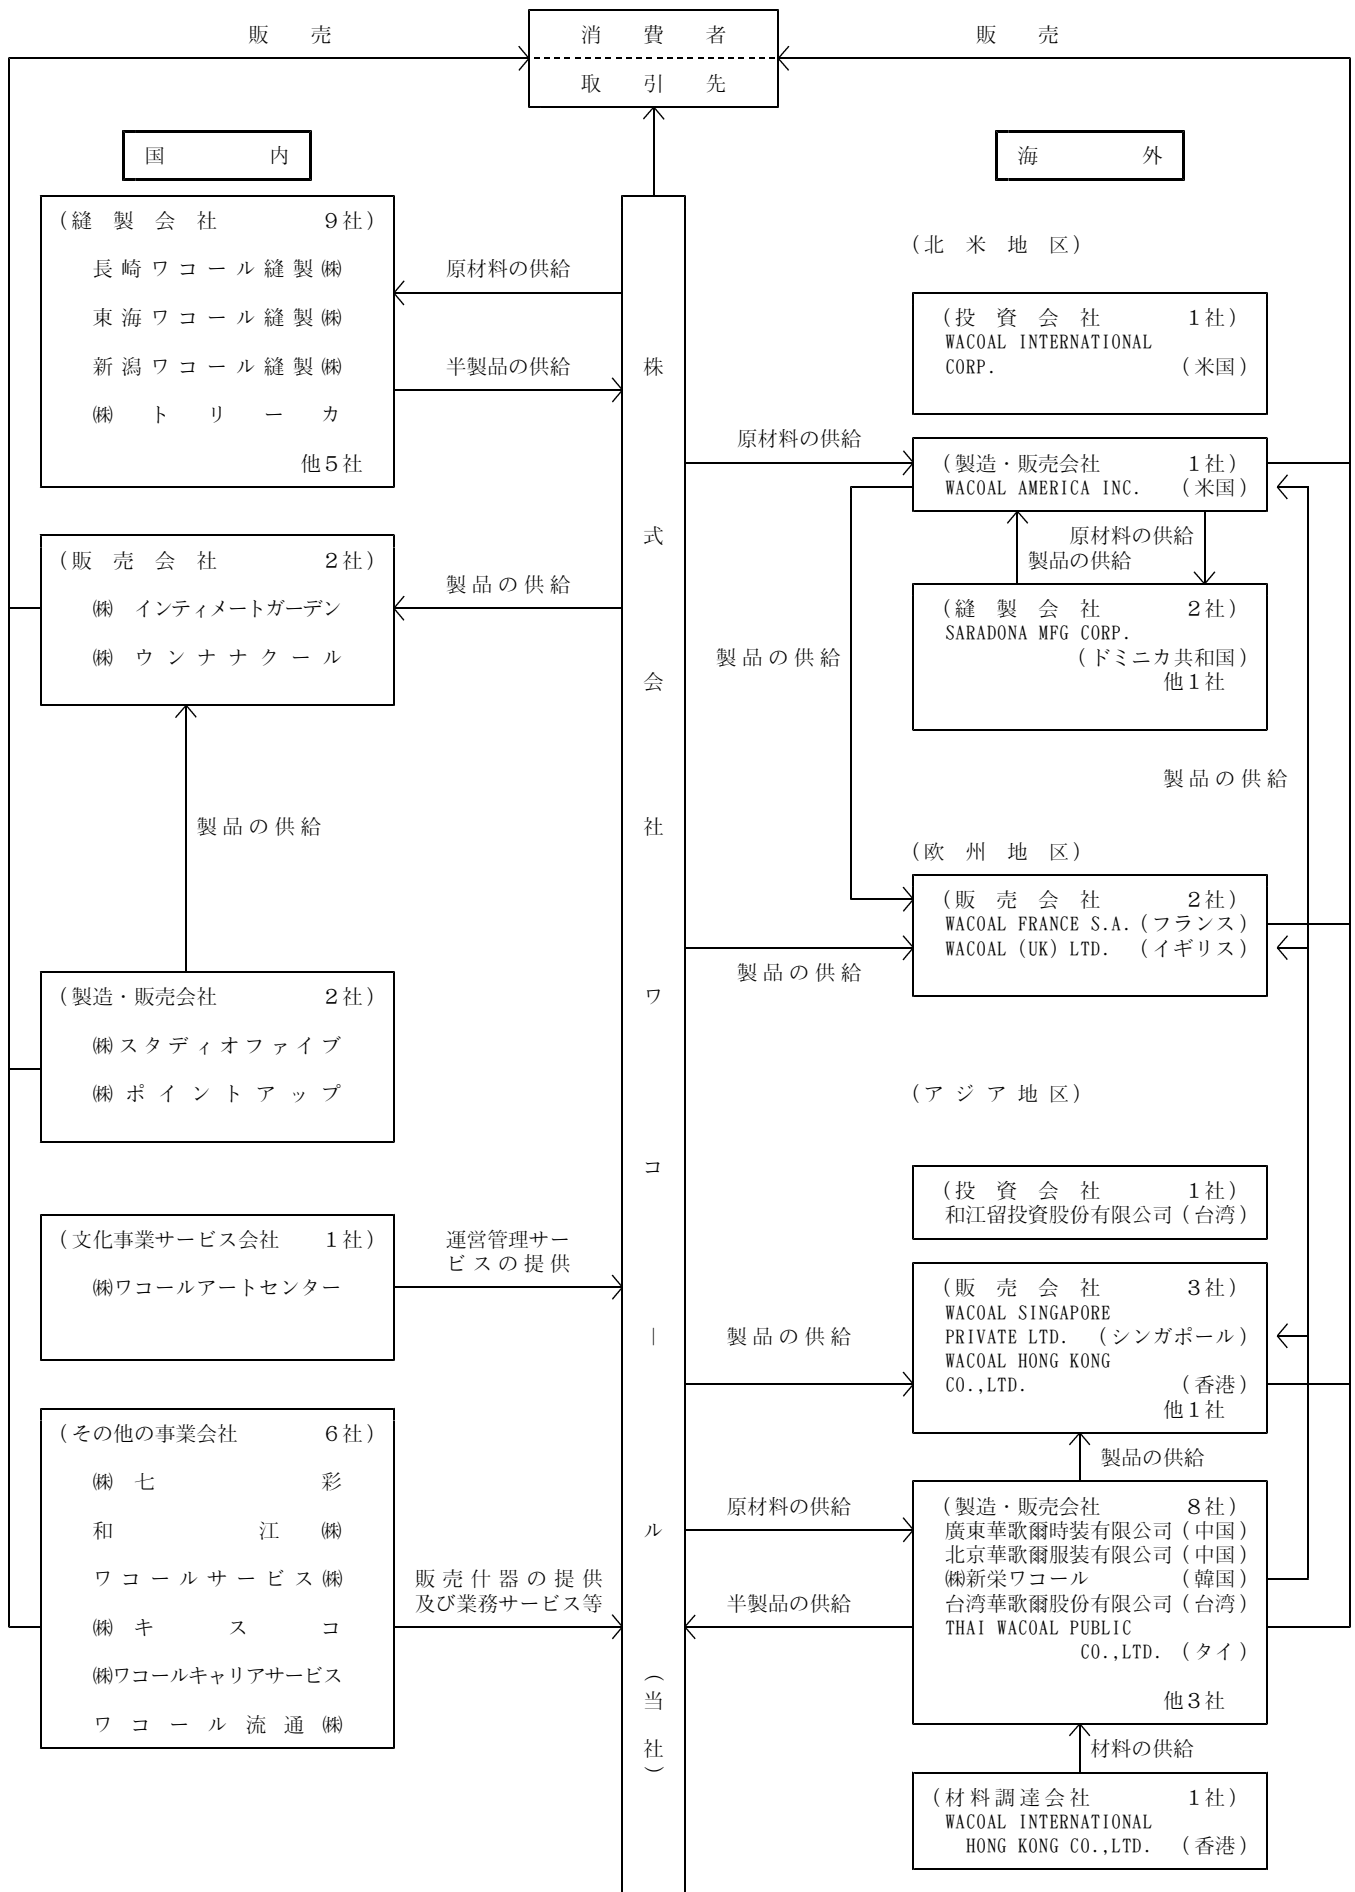 販　売
消　費　者
販　売
取　引　先
国　内
海　外
（縫　製　会　社　９社）
長崎ワコール縫製㈱
東海ワコール縫製㈱
新潟ワコール縫製㈱
㈱トリーカ
他５社
原材料の供給
半製品の供給
（販　売　会　社　２社）
㈱　インティメートガーデン
㈱　ウンナナクール
製品の供給
製品の供給
（製造・販売会社　２社）
㈱スタディオファイブ
㈱ポイントアップ
（文化事業サービス会社　１社）
㈱ワコールアートセンター
運営管理サー
ビスの提供
（その他の事業会社　６社）
㈱　七彩
和江㈱
ワコールサービス㈱
㈱キスコ
㈱ワコールキャリアサービス
ワコール流通㈱
販売什器の提供
及び業務サービス等
株式会社ワコール（当社）
（北　米　地　区）
（投　資　会　社　１社）
WACOAL INTERNATIONAL
CORP.　（米国）
原材料の供給
（製造・販売会社　１社）
WACOAL AMERICA INC.　（米国）
原材料の供給
製品の供給
（縫　製　会　社　２社）
SARADONA MFG CORP.
（ドミニカ共和国）
他１社
製品の供給
製品の供給
（欧　州　地　区）
（販　売　会　社　２社）
WACOAL FRANCE S.A.（フランス）
WACOAL (UK) LTD.　（イギリス）
製品の供給
（アジア地区）
（投　資　会　社　１社）
和江留投資股份有限公司（台湾）
（販　売　会　社　３社）
WACOAL SINGAPORE
PRIVATE LTD.　（シンガポール）
WACOAL HONG KONG
CO.,LTD.　（香港）
他１社
製品の供給
製品の供給
（製造・販売会社　８社）
廣東華歌爾時装有限公司（中国）
北京華歌爾服装有限公司（中国）
㈱新栄ワコール　（韓国）
台湾華歌爾股份有限公司（台湾）
THAI WACOAL PUBLIC
CO.,LTD.　（タイ）
他３社
原材料の供給
半製品の供給
材料の供給
（材料調達会社　１社）
WACOAL INTERNATIONAL
HONG KONG CO.,LTD.　（香港）